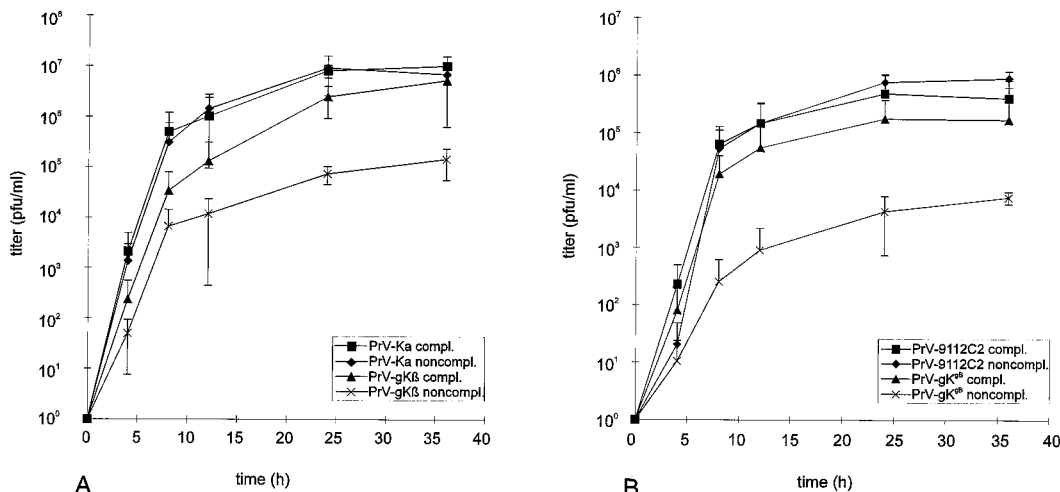 10⁸
10⁷
10⁶
10⁵
10⁴
10³
10²
10¹
10⁰
titer (pfu/ml)
0 5 10 15 20 25 30 35 40
time (h)
PrV-Ka compl.
PrV-Ka noncompl.
PrV-gKß compl.
PrV-gKß noncompl.
A
10⁷
10⁶
10⁵
10⁴
10³
10²
10¹
10⁰
titer (pfu/ml)
0 5 10 15 20 25 30 35 40
time (h)
PrV-9112C2 compl.
PrV-9112C2 noncompl.
PrV-gKᵍᴮ compl.
PrV-gKᵍᴮ noncompl.
B